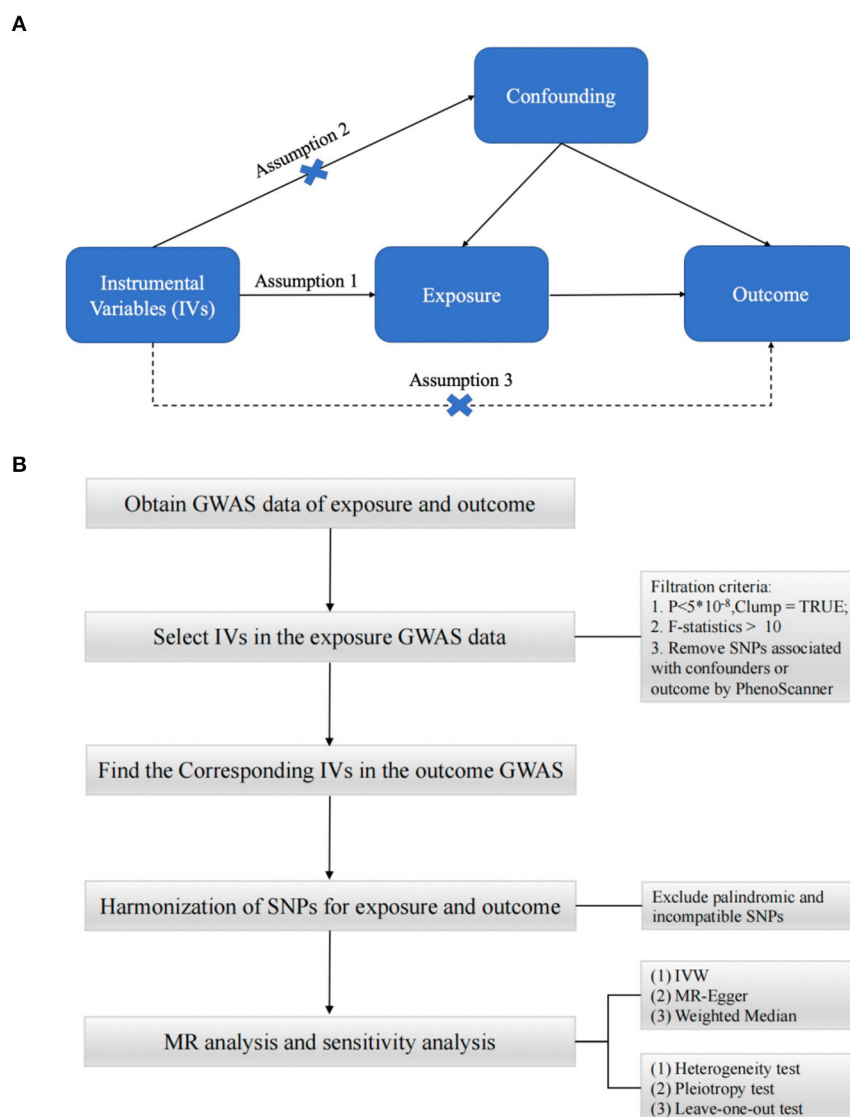 A
Confounding
Assumption 2
Instrumental
Variables (IVs)
Assumption 1
Exposure
Outcome
Assumption 3
B
Obtain GWAS data of exposure and outcome
Filtration criteria:
1. P<5*10⁻⁸,Clump = TRUE;
2. F-statistics > 10
3. Remove SNPs associated
with confounders or
outcome by PhenoScanner
Select IVs in the exposure GWAS data
Find the Corresponding IVs in the outcome GWAS
Harmonization of SNPs for exposure and outcome
Exclude palindromic and
incompatible SNPs
(1) IVW
(2) MR-Egger
(3) Weighted Median
MR analysis and sensitivity analysis
(1) Heterogeneity test
(2) Pleiotropy test
(3) Leave-one-out test